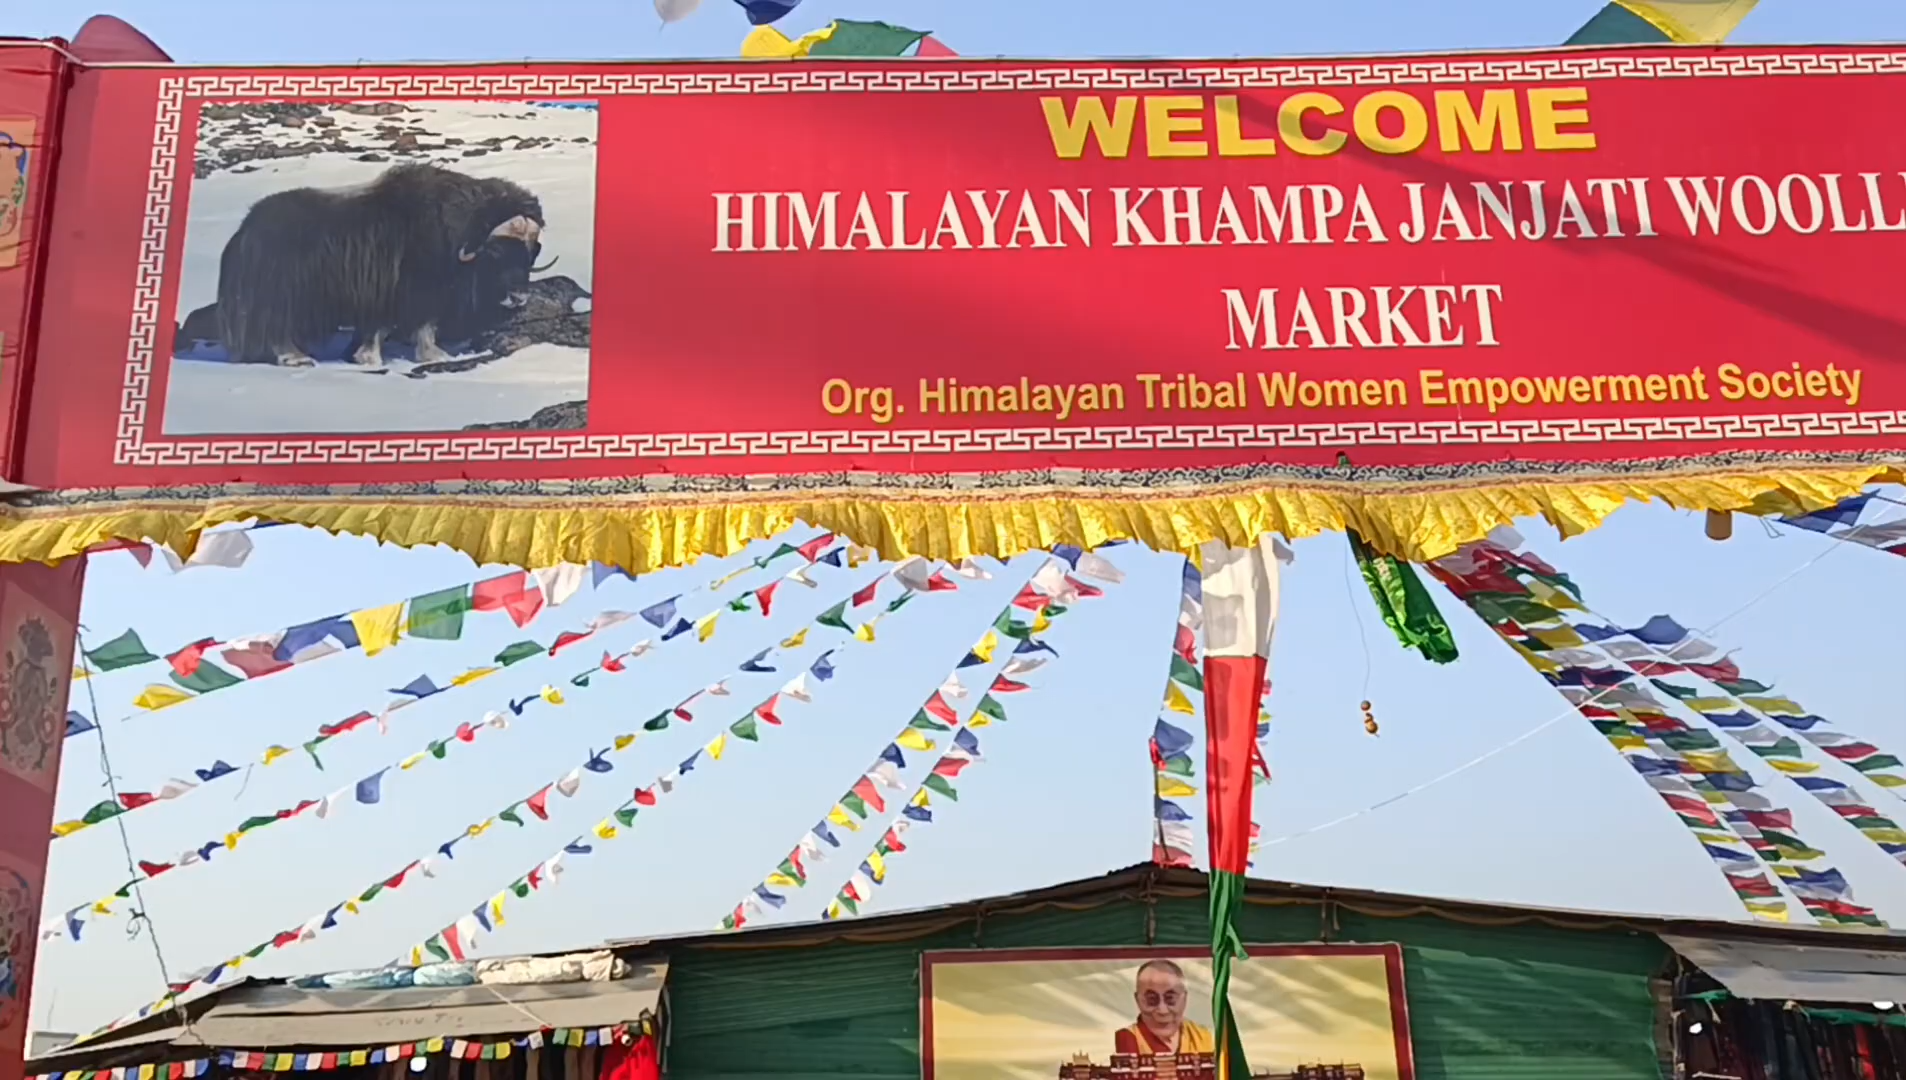 WELCOME
HIMALAYAN KHAMPA JANJATI WOOLL
MARKET
Org. Himalayan Tribal Women Empowerment Society